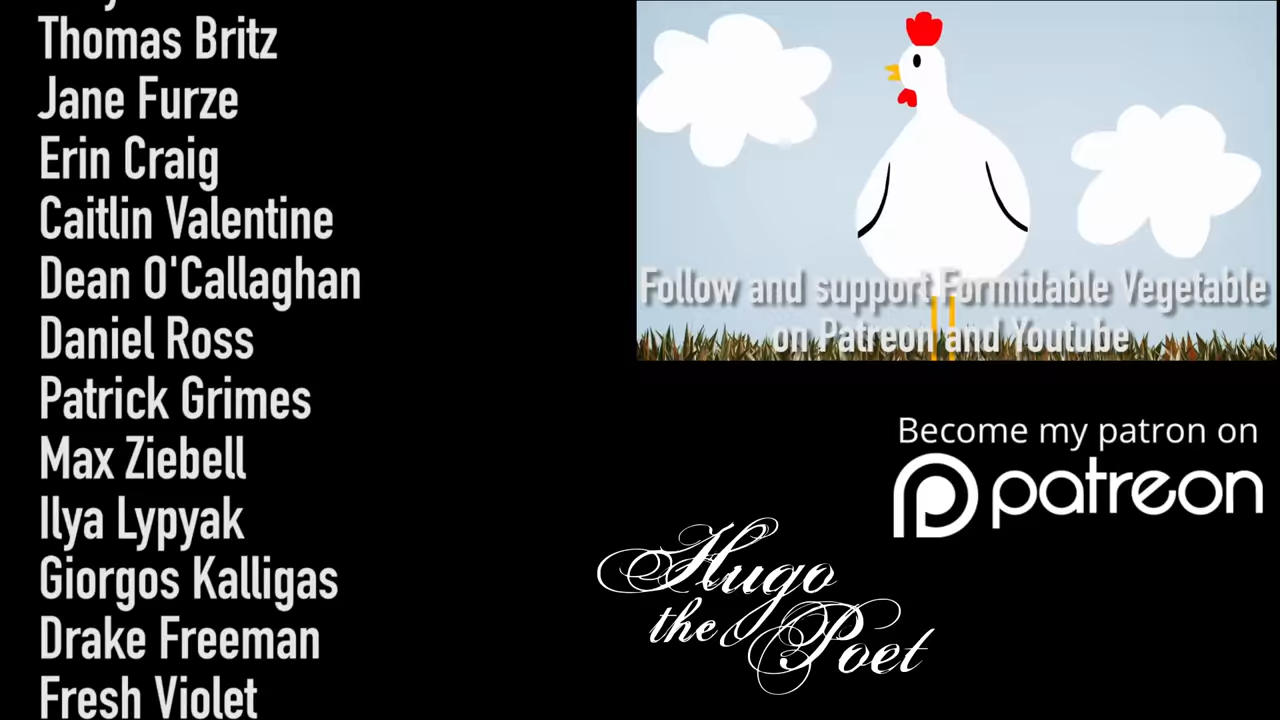 Thomas Britz
Jane Furze
Erin Craig
Caitlin Valentine
Dean O'Callaghan
Daniel Ross
Patrick Grimes
Max Ziebell
Ilya Lypyak
Giorgos Kalligas
Drake Freeman
Fresh Violet
Follow and support Formidable Vegetable
on Patreon and Youtube
Become my patron on
patreon
Hugo
the Poet